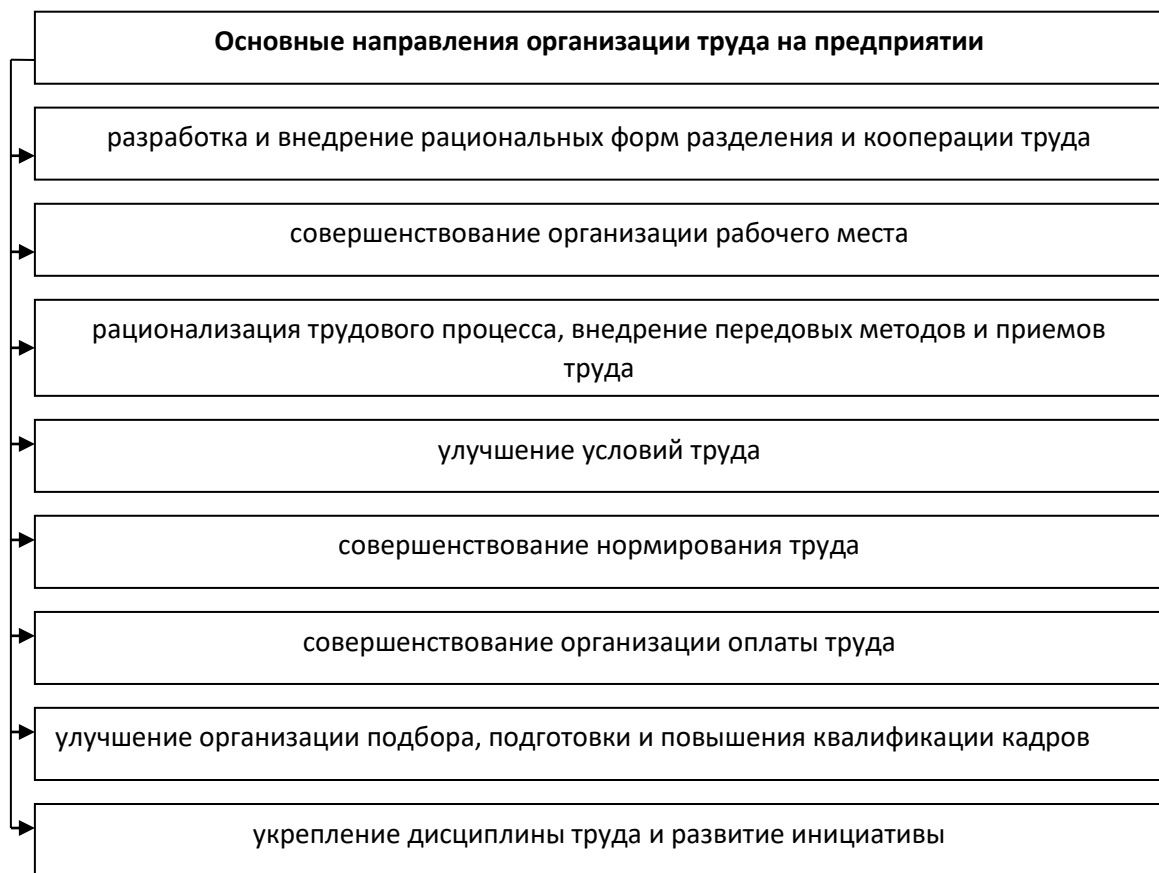 Основные направления организации труда на предприятии
разработка и внедрение рациональных форм разделения и кооперации труда
совершенствование организации рабочего места
рационализация трудового процесса, внедрение передовых методов и приемов
труда
улучшение условий труда
совершенствование нормирования труда
совершенствование организации оплаты труда
улучшение организации подбора, подготовки и повышения квалификации кадров
укрепление дисциплины труда и развитие инициативы